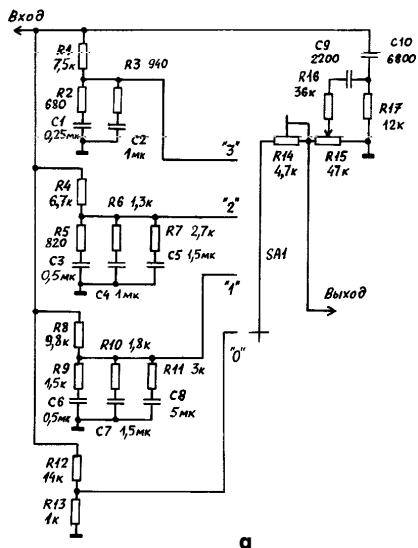 Вход
R1
7,5к
R3 940
R2
680
C1
0,25мк
C2
1мк
C9
2200
C10
6800
R16
36к
R17
12к
"3"
R14
4,7к
R15
47к
R4
6,7к
R6 1,3к
"2"
R5
820
R7 2,7к
C3
0,5мк
C5 1,5мк
C4 1мк
SA1
"1"
Выход
R8
9,8к
R10 1,8к
"0"
R9
1,5к
R11 3к
C6
0,5мк
C8
5мк
C7 1,5мк
R12
14к
R13
1к
а